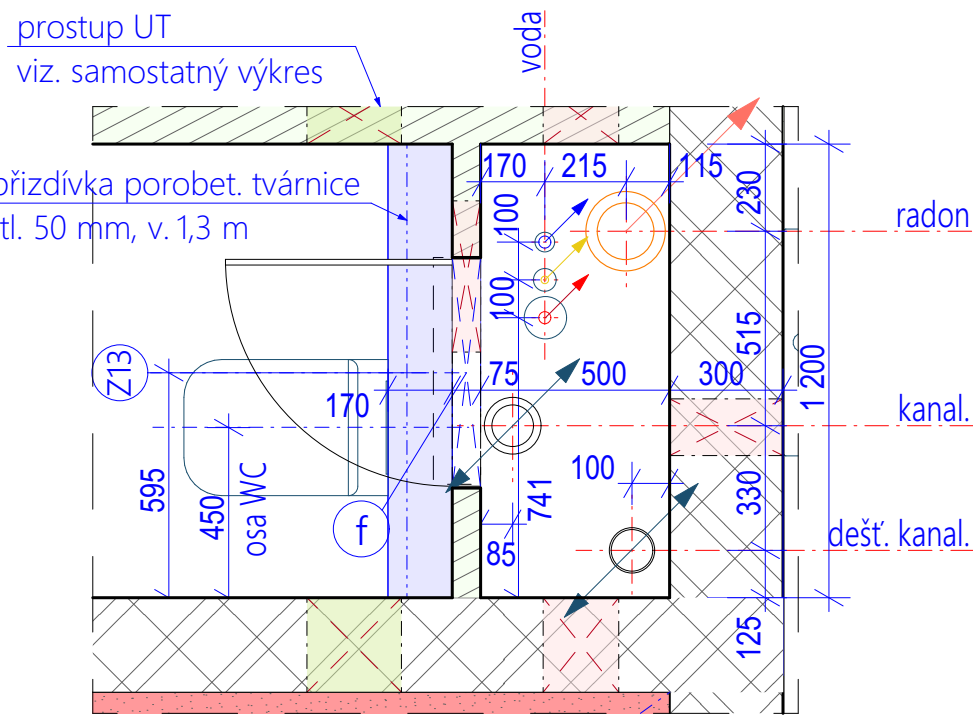 prostup UT
viz. samostatný výkres
voda
170
215
115
230
přizdívka porobet. tvárnice
tl. 50 mm, v. 1,3 m
100
radon
100
515
Z13
170
75
500
300
1 200
kanal.
595
450
osa WC
f
100
741
85
330
dešť. kanal.
125